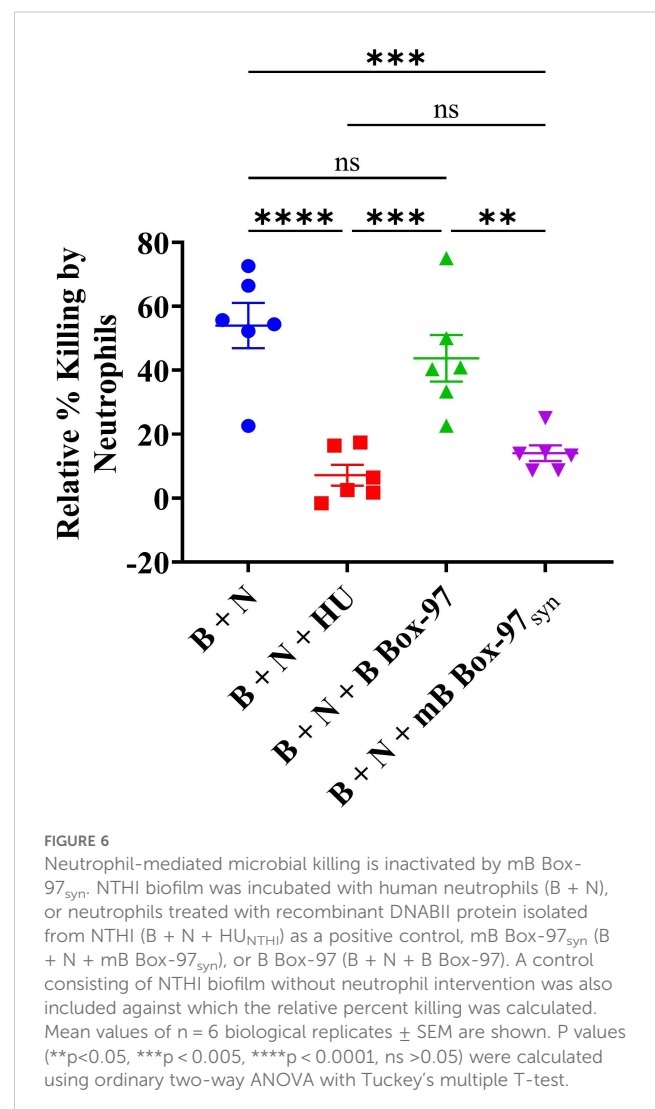 ***
ns
ns
**** *** **
80
60
40
20
0
-20
Relative % Killing by
Neutrophils
B + N
B + N + HU
B + N + B Box-97
B + N + mB Box-97syn
FIGURE 6
Neutrophil-mediated microbial killing is inactivated by mB Box-
97syn. NTHI biofilm was incubated with human neutrophils (B + N),
or neutrophils treated with recombinant DNABII protein isolated
from NTHI (B + N + HUNTHI) as a positive control, mB Box-97syn (B
+ N + mB Box-97syn), or B Box-97 (B + N + B Box-97). A control
consisting of NTHI biofilm without neutrophil intervention was also
included against which the relative percent killing was calculated.
Mean values of n = 6 biological replicates ± SEM are shown. P values
(**p<0.05, ***p < 0.005, ****p < 0.0001, ns >0.05) were calculated
using ordinary two-way ANOVA with Tuckey’s multiple T-test.